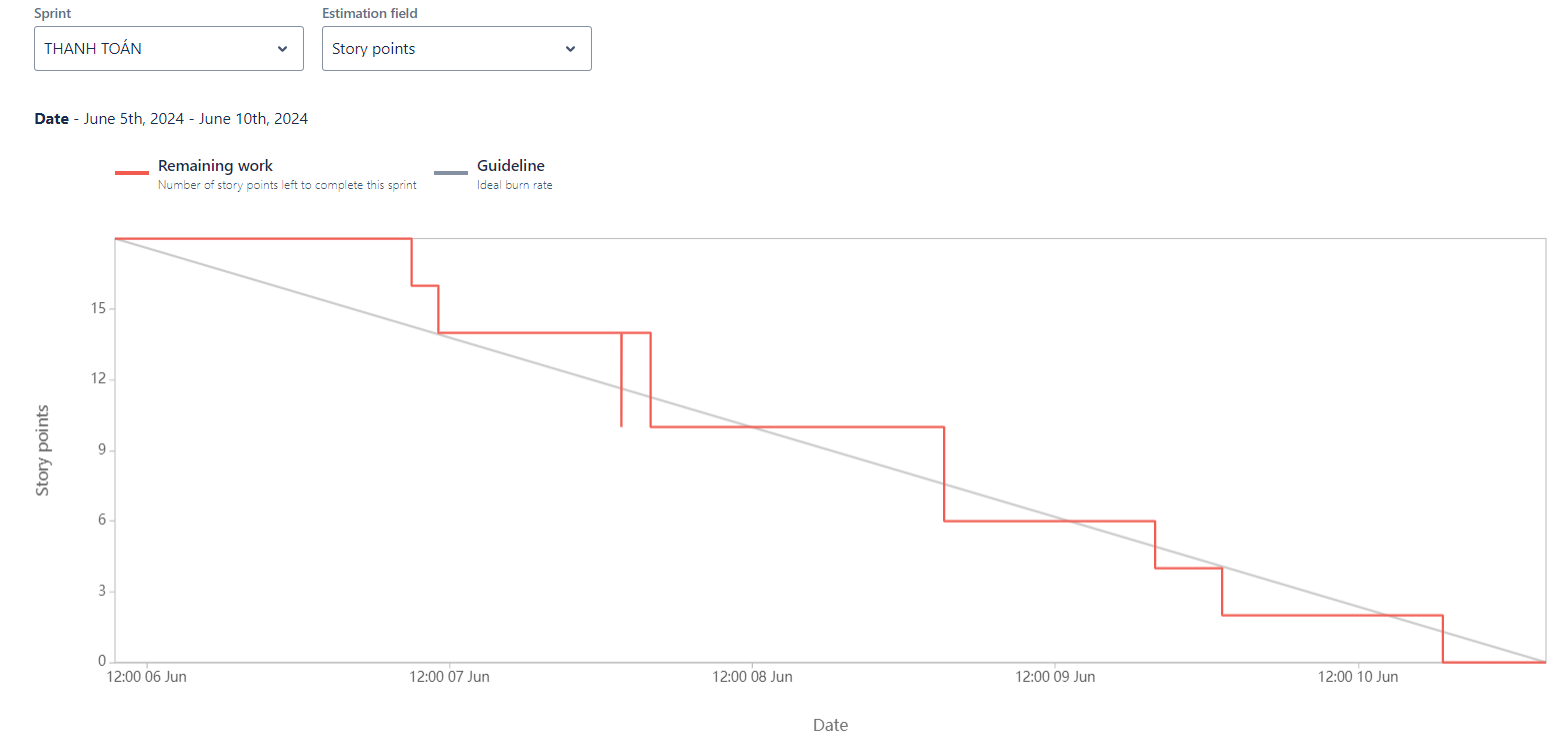 Sprint
Estimation field
THANH TOÁN
Story points
Date - June 5th, 2024 - June 10th, 2024
Remaining work
Number of story points left to complete this sprint
Guideline
Ideal burn rate
Story points
15
12
9
6
3
0
12:00 06 Jun
12:00 07 Jun
12:00 08 Jun
12:00 09 Jun
12:00 10 Jun
Date